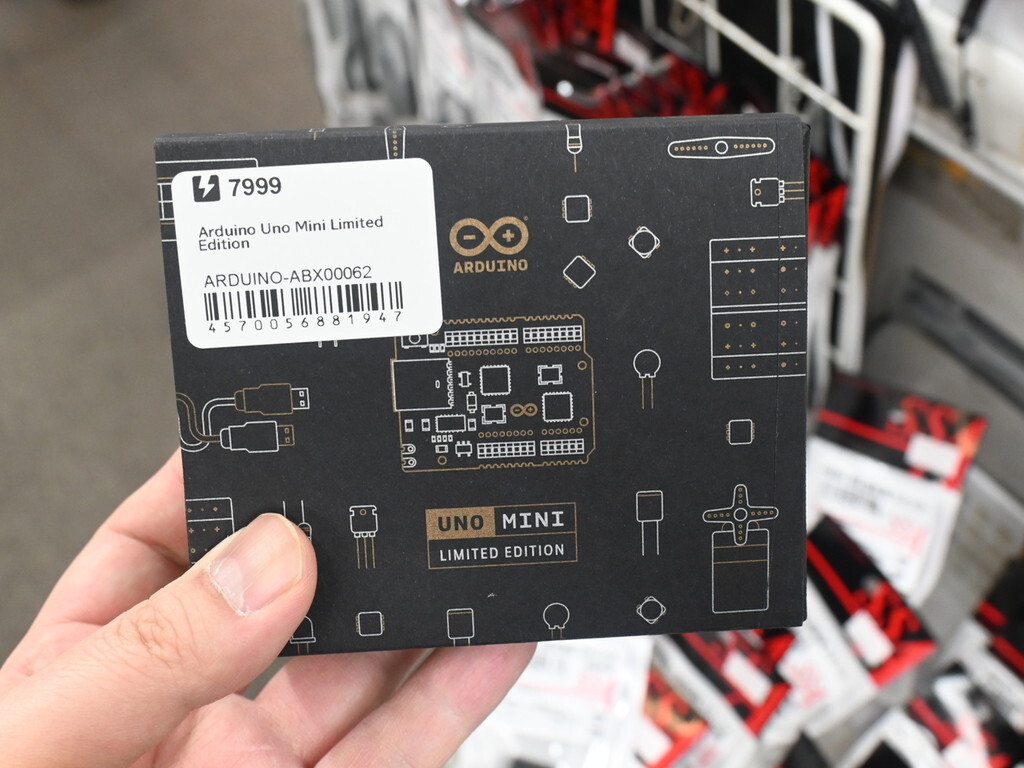 7999
Arduino Uno Mini Limited
Edition
ARDUINO-ABX00062
4570056881947
ARDUINO
UNO MINI
LIMITED EDITION